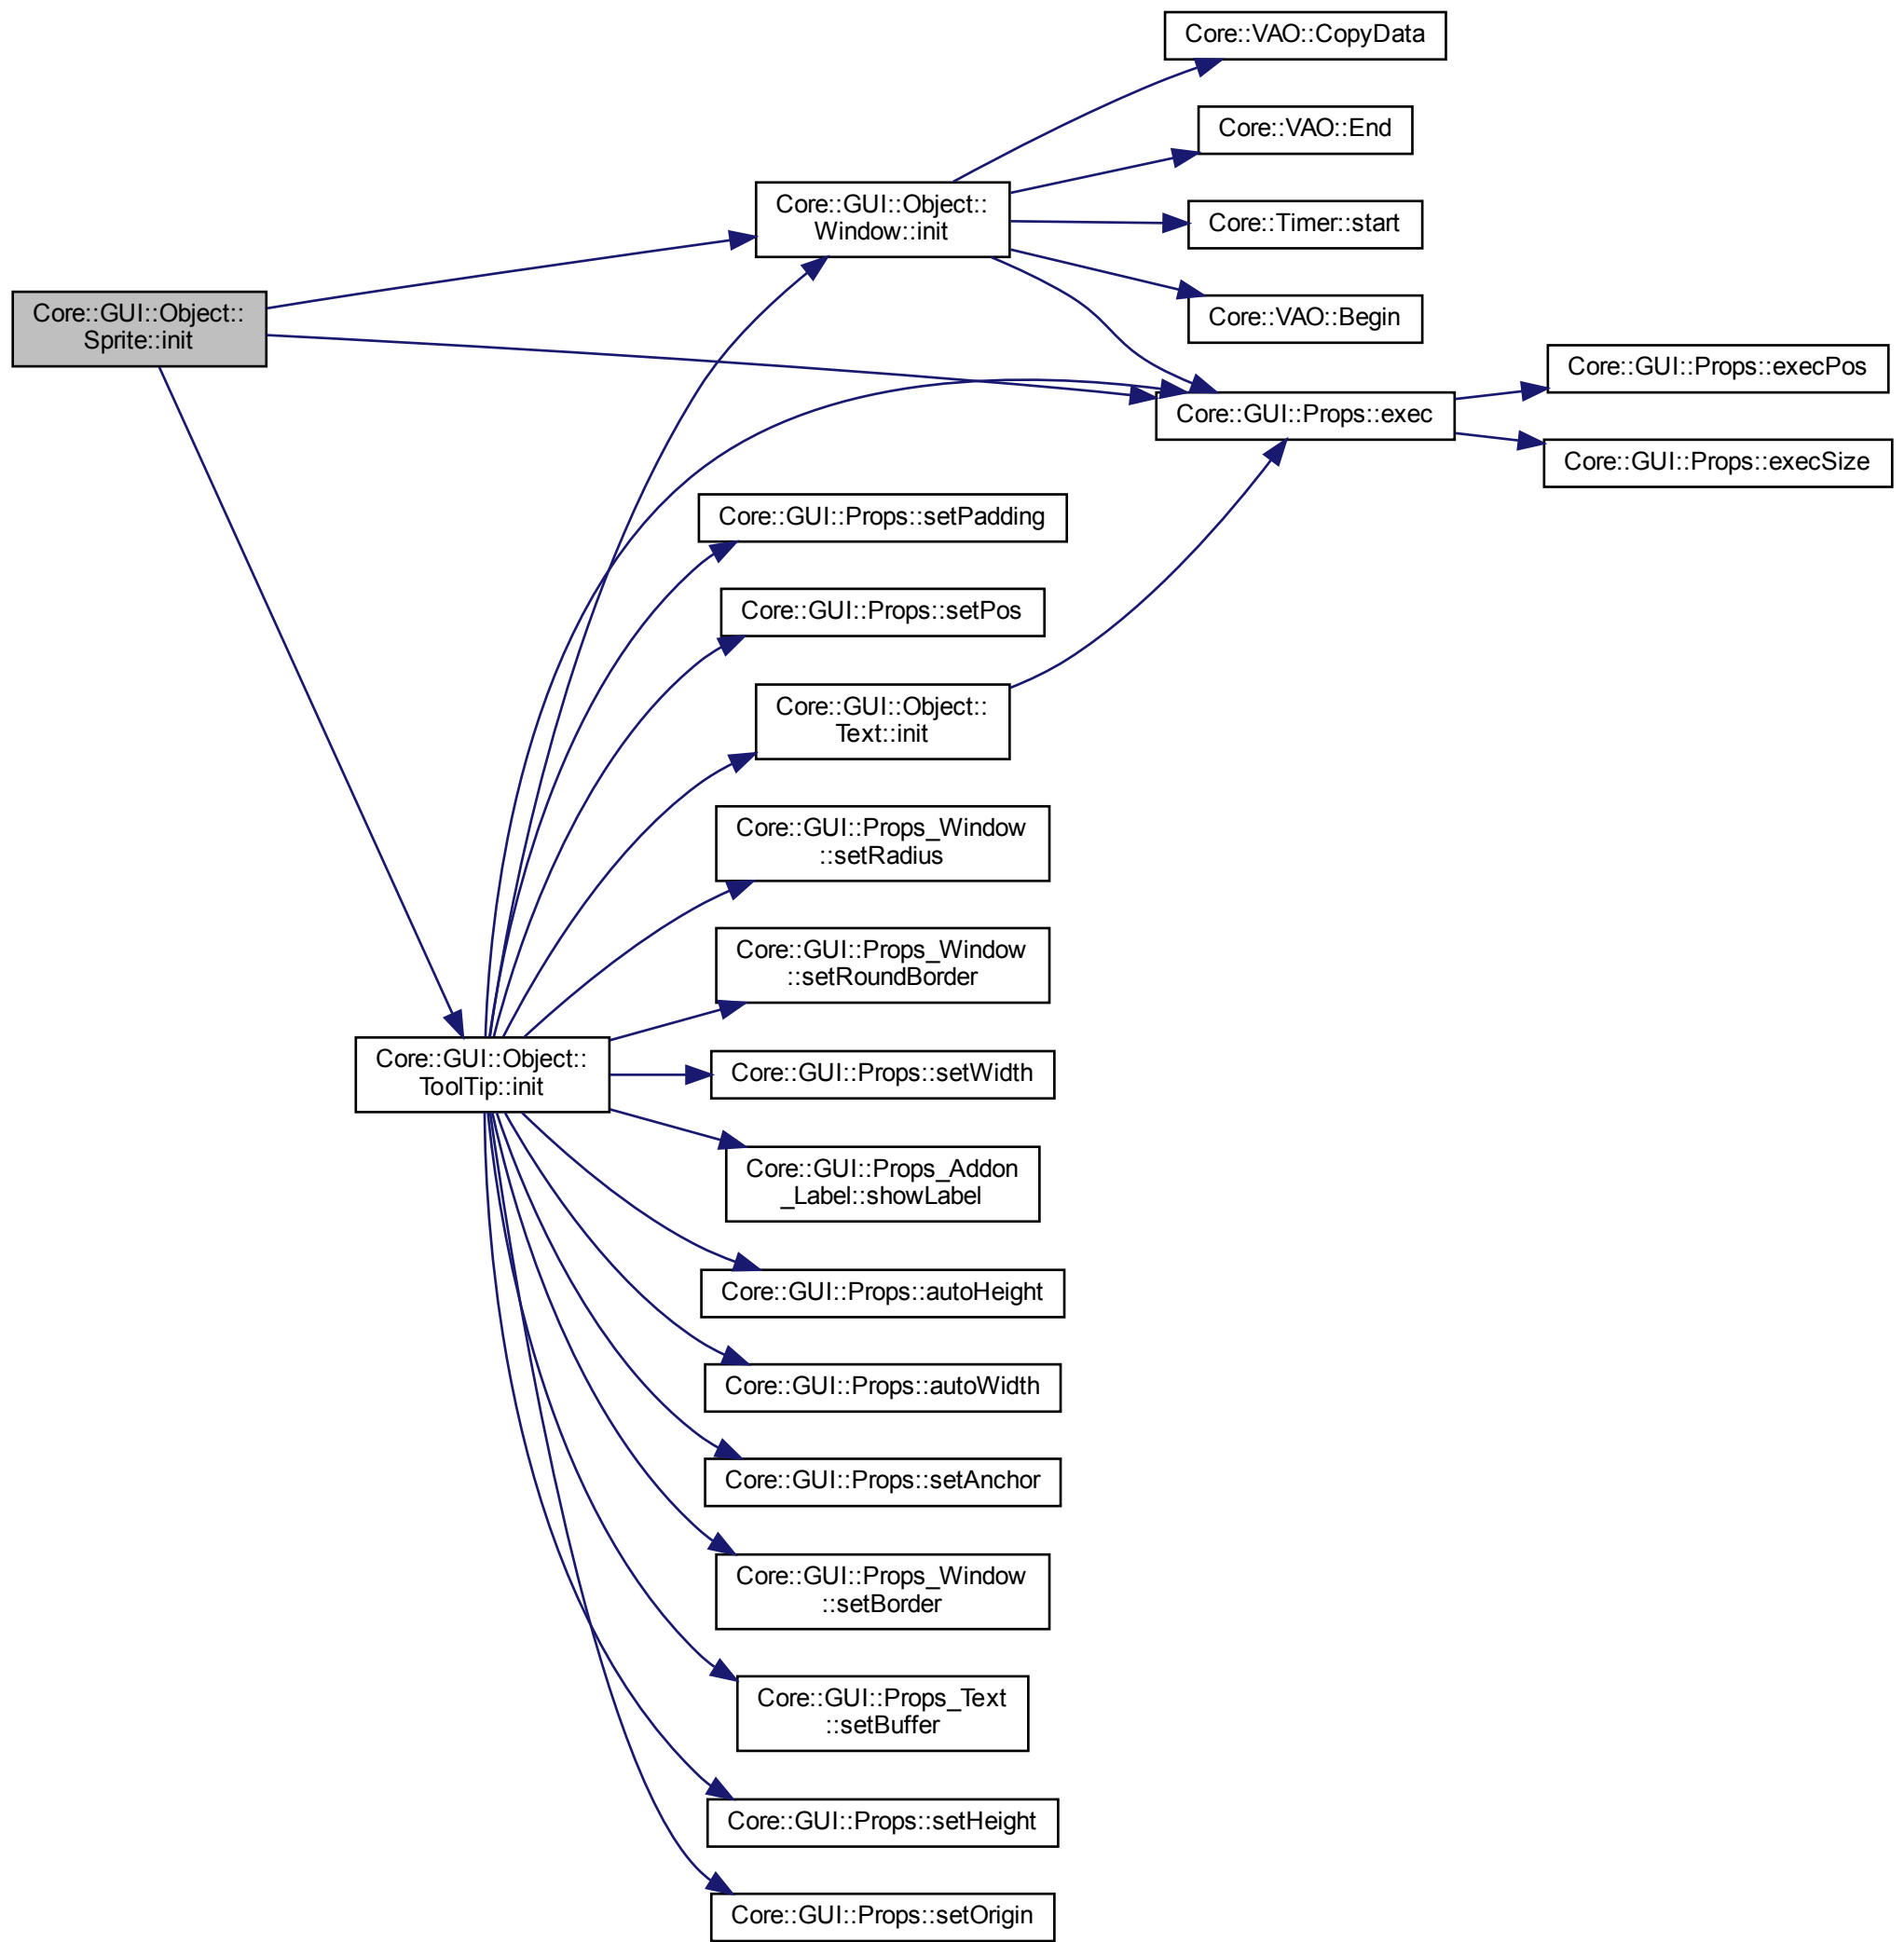 Core::VAO::CopyData
Core::VAO::End
Core::GUI::Object::
Window::init
Core::Timer::start
Core::VAO::Begin
Core::GUI::Object::
Sprite::init
Core::GUI::Props::execPos
Core::GUI::Props::exec
Core::GUI::Props::execSize
Core::GUI::Props::setPadding
Core::GUI::Props::setPos
Core::GUI::Object::
Text::init
Core::GUI::Props_Window
::setRadius
Core::GUI::Props_Window
::setRoundBorder
Core::GUI::Object::
ToolTip::init
Core::GUI::Props::setWidth
Core::GUI::Props_Addon
_Label::showLabel
Core::GUI::Props::autoHeight
Core::GUI::Props::autoWidth
Core::GUI::Props::setAnchor
Core::GUI::Props_Window
::setBorder
Core::GUI::Props_Text
::setBuffer
Core::GUI::Props::setHeight
Core::GUI::Props::setOrigin